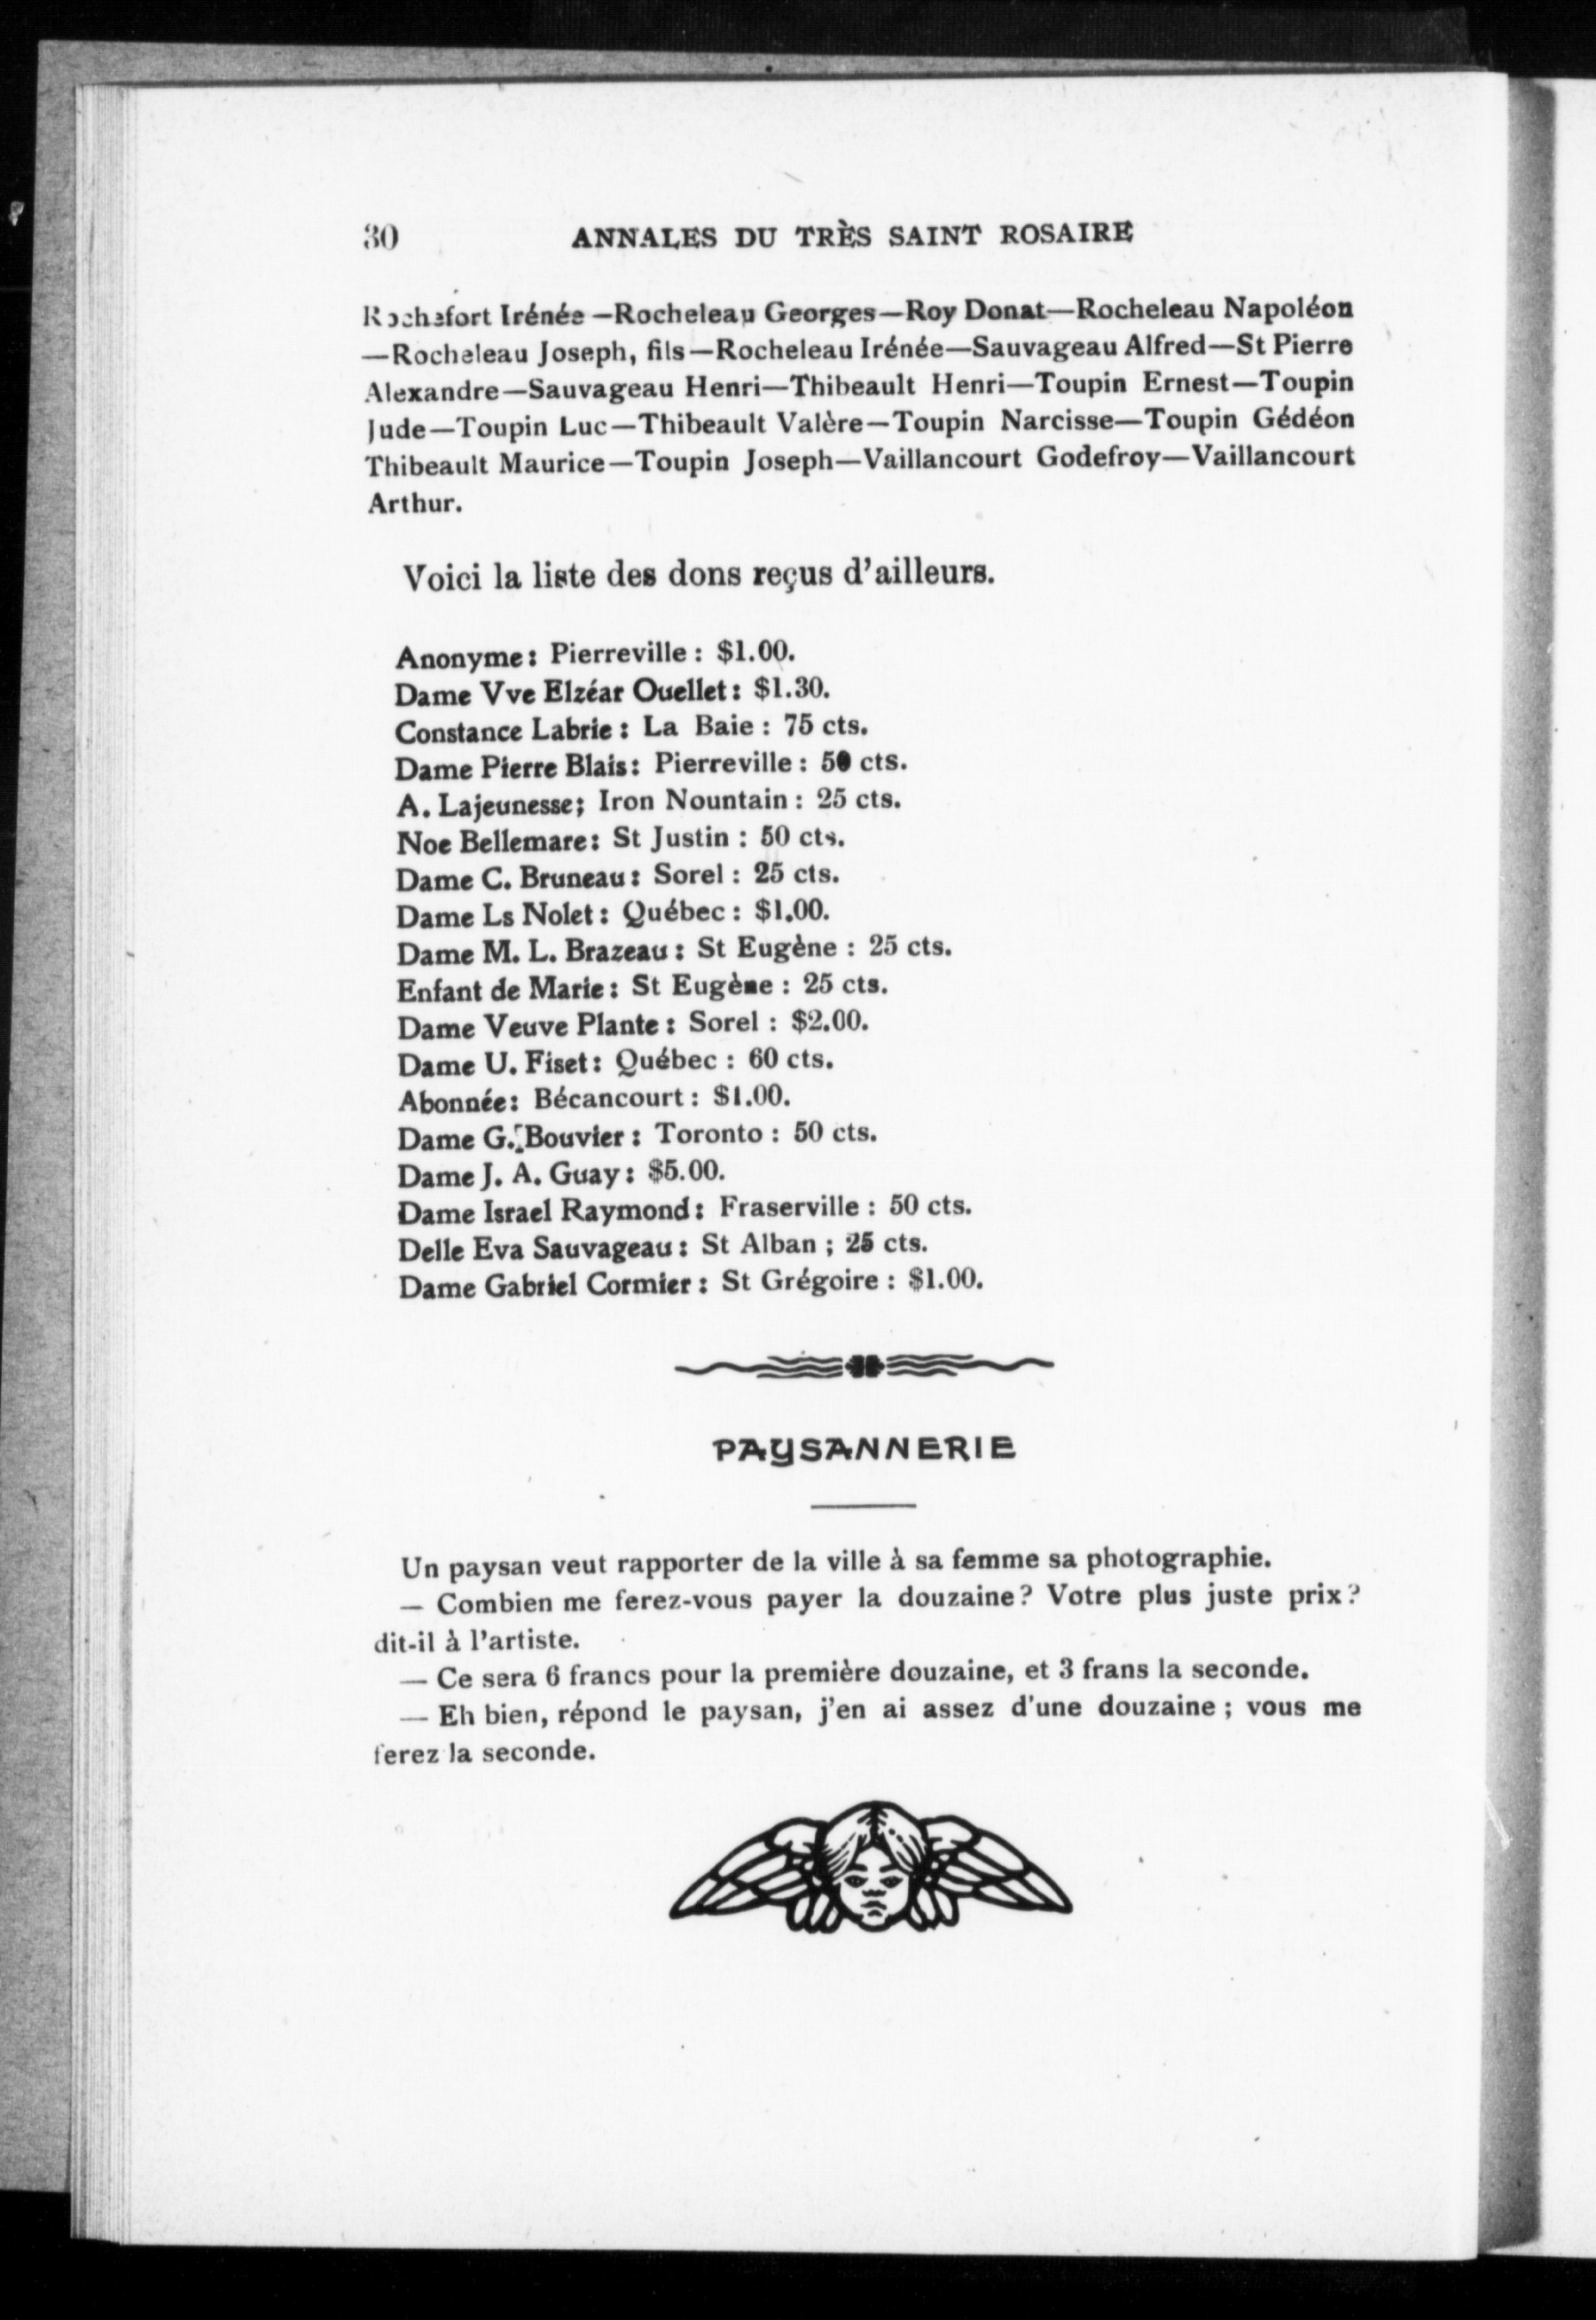 30 ANNALES DU TRÈS SAINT ROSAIRE
Rochefort Irénée —Rocheleau Georges—Roy Donat—Rocheleau Napoléon
—Rocheleau Joseph, fils—Rocheleau Irénée—Sauvageau Alfred—St Pierre
Alexandre—Sauvageau Henri—Thibeault Henri—Toupin Ernest—Toupin
Jude—Toupin Luc—Thibeault Valère—Toupin Narcisse—Toupin Gédéon
Thibeault Maurice—Toupin Joseph—Vaillancourt Godefroy—Vaillancourt
Arthur.
Voici la liste des dons reçus d'ailleurs.
Anonyme: Pierreville : $1.00.
Dame Vve Elzéar Ouellet: $1.30.
Constance Labrie : La Baie : 75 cts.
Dame Pierre Blais: Pierreville : 50 cts.
A. Lajeunesse; Iron Nountain : 25 cts.
Noe Bellemare: St Justin : 50 cts.
Dame C. Bruneau: Sorel : 25 cts.
Dame Ls Nolet: Québec : $1.00.
Dame M. L. Brazeau : St Eugène : 25 cts.
Enfant de Marie: St Eugène : 25 cts.
Dame Veuve Plante : Sorel : $2.00.
Dame U. Fiset: Québec : 60 cts.
Abonnée: Bécancourt : $1.00.
Dame G. Bouvier : Toronto : 50 cts.
Dame J. A. Guay: $5.00.
Dame Israel Raymond: Fraserville : 50 cts.
Delle Eva Sauvageau: St Alban ; 25 cts.
Dame Gabriel Cormier : St Grégoire : $1.00.
PAYSANNERIE
Un paysan veut rapporter de la ville à sa femme sa photographie.
— Combien me ferez-vous payer la douzaine? Votre plus juste prix?
dit-il à l'artiste.
— Ce sera 6 francs pour la première douzaine, et 3 frans la seconde.
— Eh bien, répond le paysan, j'en ai assez d'une douzaine ; vous me
ferez la seconde.